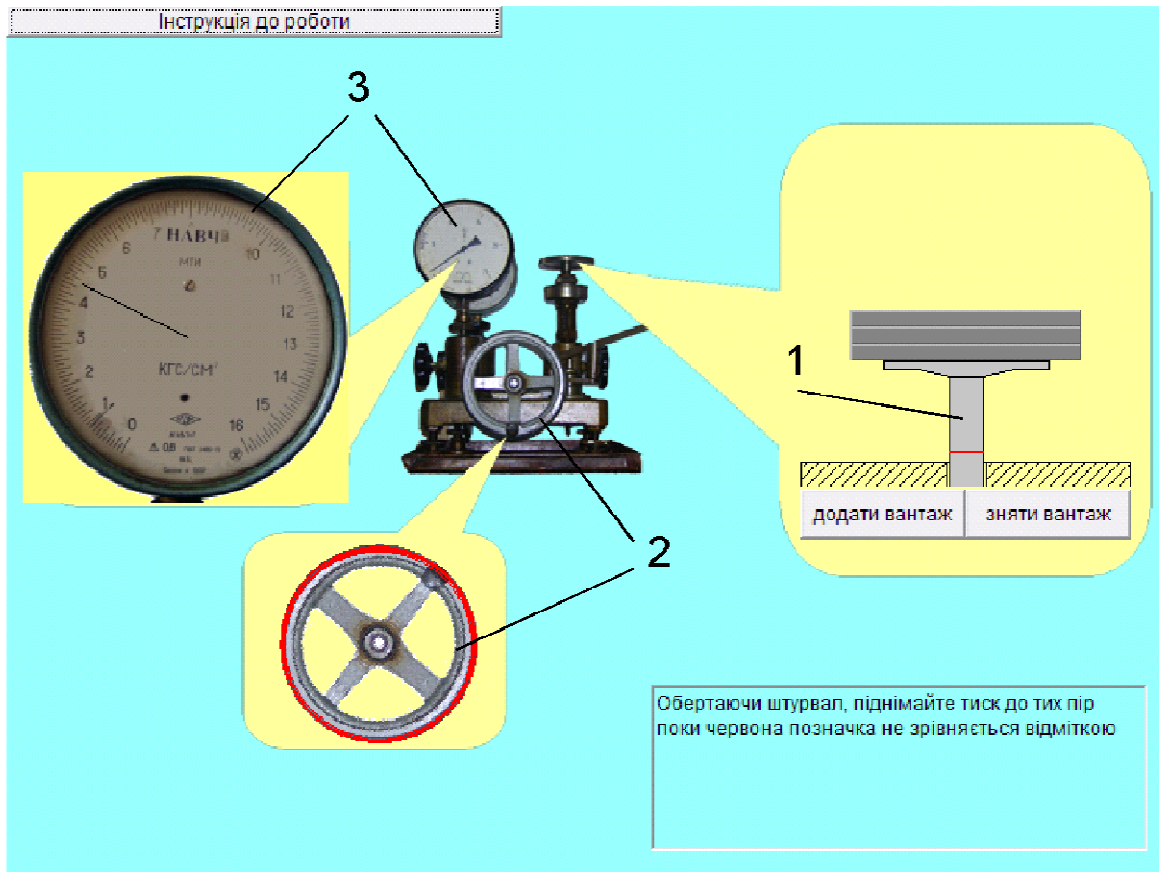 Інструкція до роботи
3
7 НАВЧ
6
10
МТИ
5
11
4
12
3
13
КГС/СМ²
2
14
1
15
0
16
0,6
1
додати вантаж
зняти вантаж
2
Обертаючи штурвал, піднімайте тиск до тих пір
поки червона позначка не зрівняється відміткою